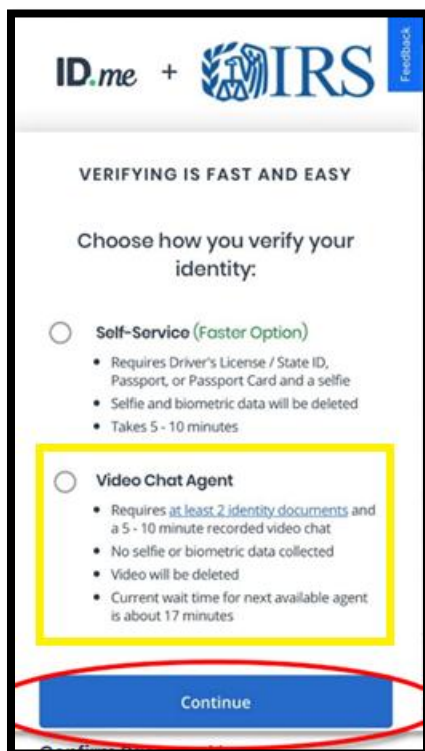 ID.me + IRS
Feedback
VERIFYING IS FAST AND EASY
Choose how you verify your
identity:
Self-Service (Faster Option)
• Requires Driver's License / State ID,
Passport, or Passport Card and a selfie
• Selfie and biometric data will be deleted
• Takes 5 - 10 minutes
Video Chat Agent
• Requires at least 2 identity documents and
a 5 - 10 minute recorded video chat
• No selfie or biometric data collected
• Video will be deleted
• Current wait time for next available agent
is about 17 minutes
Continue